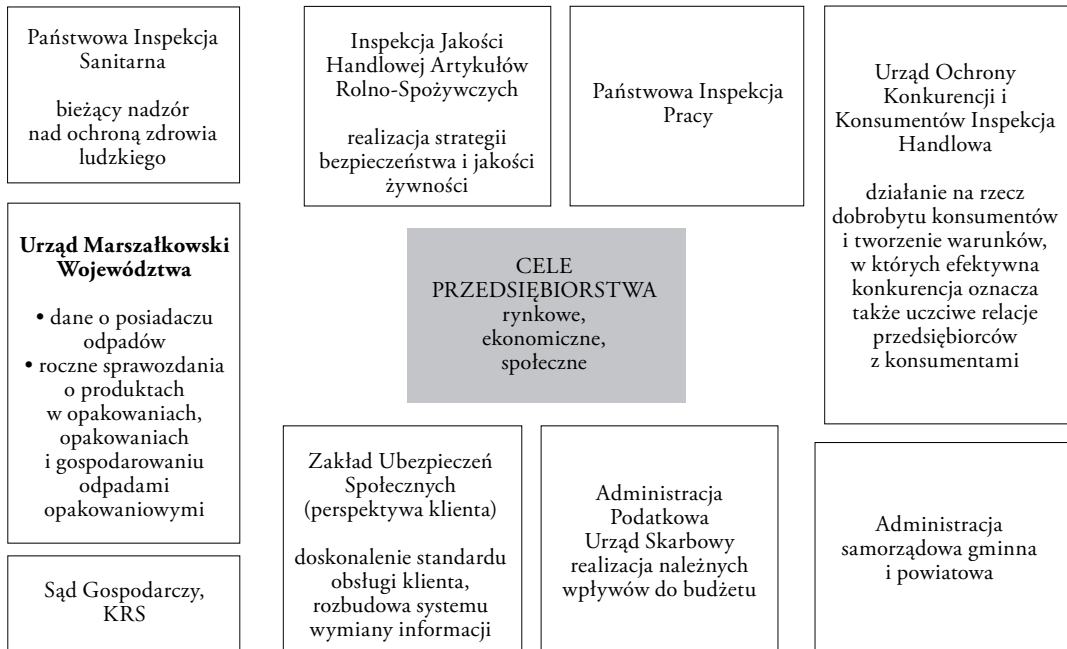 Państwowa Inspekcja
Sanitarna
bieżący nadzór
nad ochroną zdrowia
ludzkiego
Inspekcja Jakości
Handlowej Artykułów
Rolno-Spożywczych
realizacja strategii
bezpieczeństwa i jakości
żywności
Państwowa Inspekcja
Pracy
Urząd Ochrony
Konkurencji i
Konsumentów Inspekcja
Handlowa
działanie na rzecz
dobrobytu konsumentów
i tworzenie warunków,
w których efektywna
konkurencja oznacza
także uczciwe relacje
przedsiębiorców
z konsumentami
Urząd Marszałkowski
Województwa
• dane o posiadaczu
odpadów
• roczne sprawozdania
o produktach
w opakowaniach,
opakowaniach
i gospodarowaniu
odpadami
opakowaniowymi
CELE
PRZEDSIĘBIORSTWA
rynkowe,
ekonomiczne,
społeczne
Sąd Gospodarczy,
KRS
Zakład Ubezpieczeń
Społecznych
(perspektywa klienta)
doskonalenie standardu
obsługi klienta,
rozbudowa systemu
wymiany informacji
Administracja
Podatkowa
Urząd Skarbowy
realizacja należnych
wpływów do budżetu
Administracja
samorządowa gminna
i powiatowa